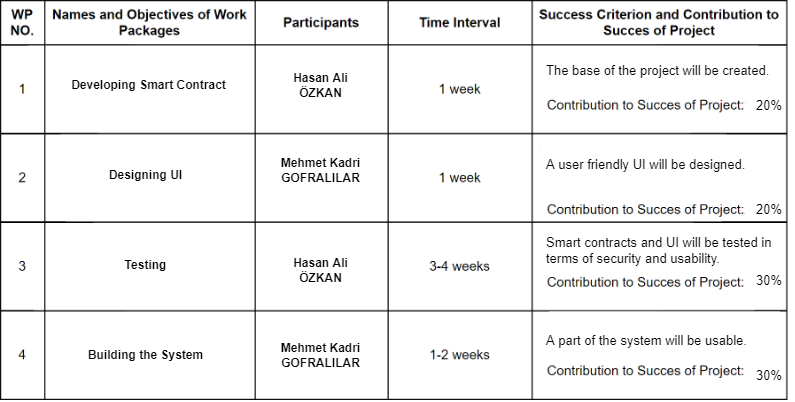 WP NO.
Names and Objectives of Work Packages
Participants
Time Interval
Success Criterion and Contribution to Succes of Project
1
Developing Smart Contract
Hasan Ali
ÖZKAN
1 week
The base of the project will be created.
Contribution to Succes of Project: 20%
2
Designing UI
Mehmet Kadri
GOFRALILAR
1 week
A user friendly UI will be designed.
Contribution to Succes of Project: 20%
3
Testing
Hasan Ali
ÖZKAN
3-4 weeks
Smart contracts and UI will be tested in
terms of security and usability.
Contribution to Succes of Project: 30%
4
Building the System
Mehmet Kadri
GOFRALILAR
1-2 weeks
A part of the system will be usable.
Contribution to Succes of Project: 30%